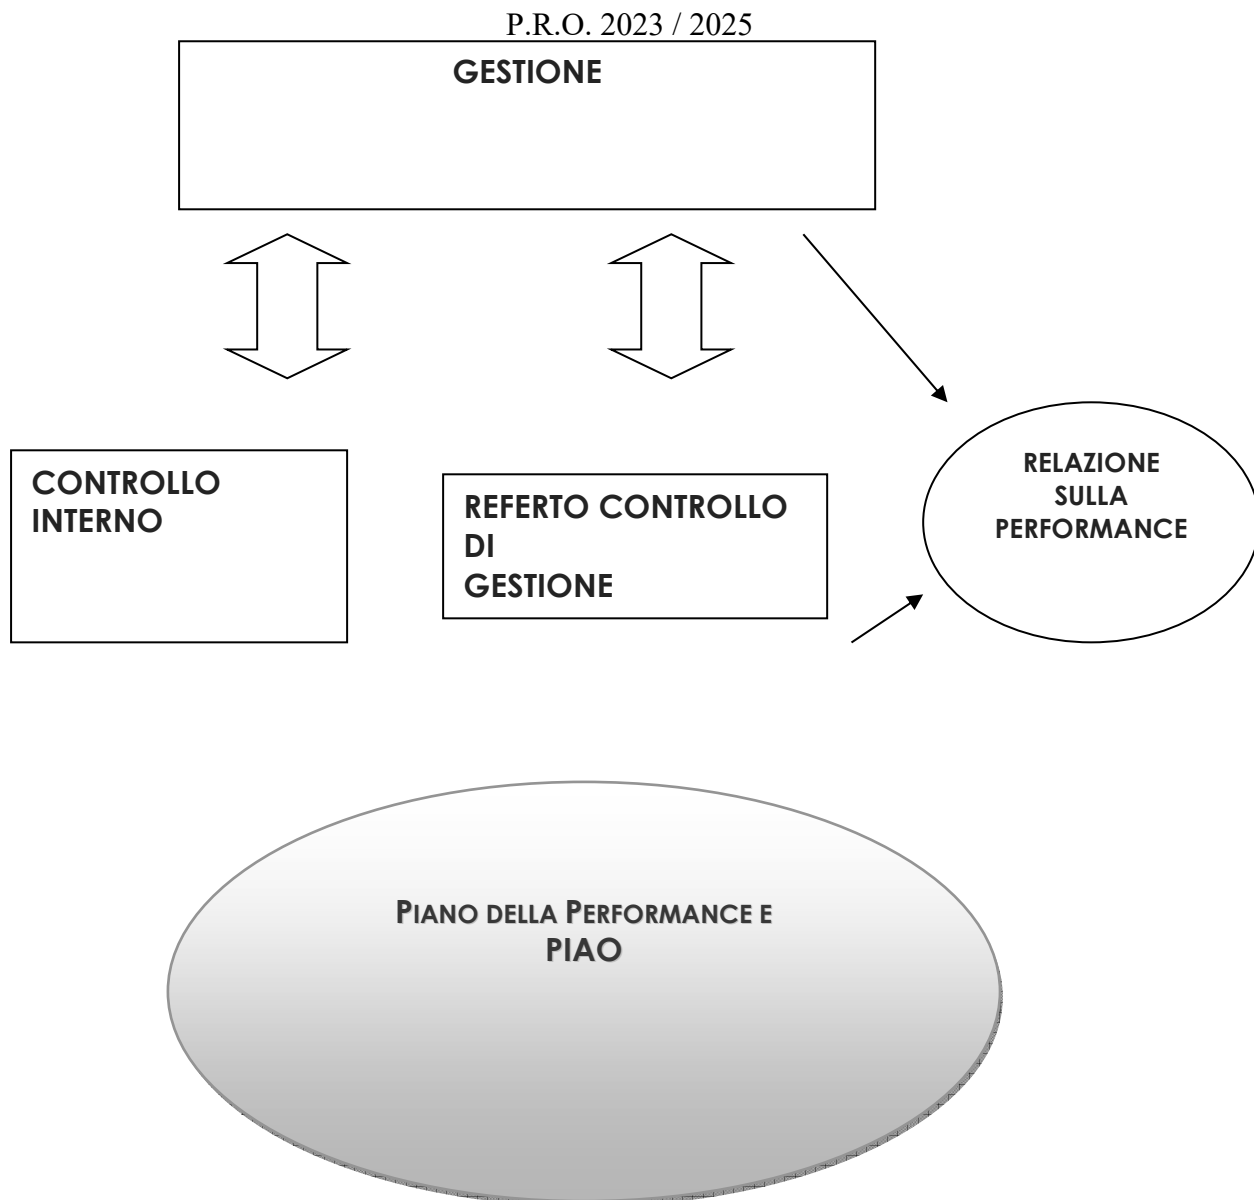 P.R.O. 2023 / 2025
GESTIONE
CONTROLLO
INTERNO
REFERTO CONTROLLO
DI
GESTIONE
RELAZIONE
SULLA
PERFORMANCE
PIANO DELLA PERFORMANCE E
PIAO